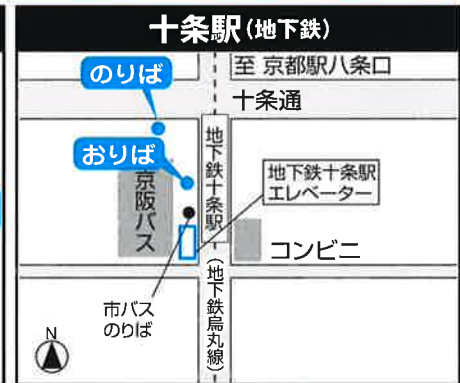 十条駅(地下鉄)
至 京都駅八条口
のりば
十条通
おりば
地下鉄十条駅
京阪バス
地下鉄十条駅
エレベーター
コンビニ
(地下鉄烏丸線)
市バス
のりば
N